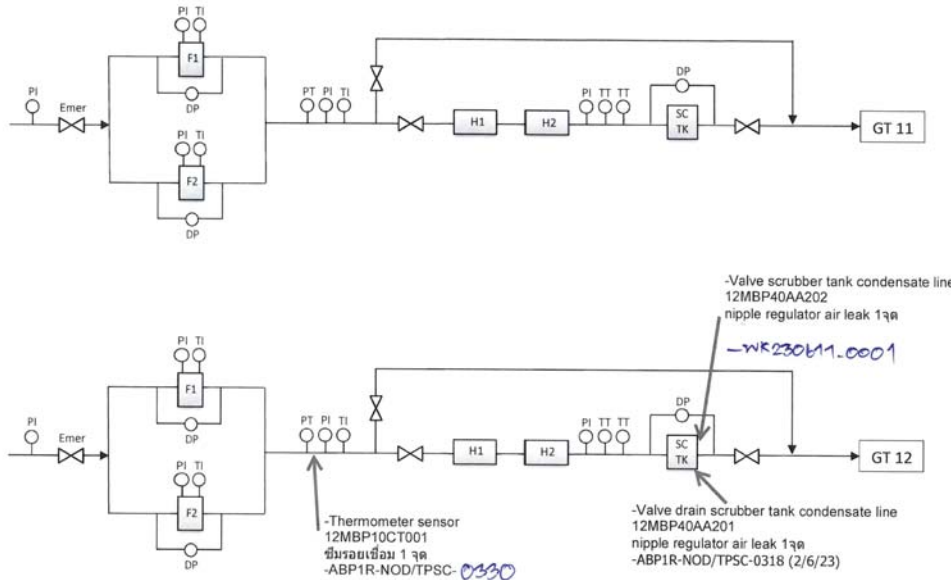 PI TI
F1
DP
PI
Emer
PT PI TI
PI TI
F2
DP
H1
H2
PI TT TT
DP
SC
TK
GT 11
-Valve scrubber tank condensate line
12MBP40AA202
nipple regulator air leak 1จุด
-WR230611-0001
PI TI
F1
DP
PI
Emer
PT PI TI
PI TI
F2
DP
H1
H2
PI TT TT
DP
SC
TK
GT 12
-Thermometer sensor
12MBP10CT001
ซึมรอยเชื่อม 1 จุด
-ABP1R-NOD/TPSC-0330
-Valve drain scrubber tank condensate line
12MBP40AA201
nipple regulator air leak 1จุด
-ABP1R-NOD/TPSC-0318 (2/6/23)